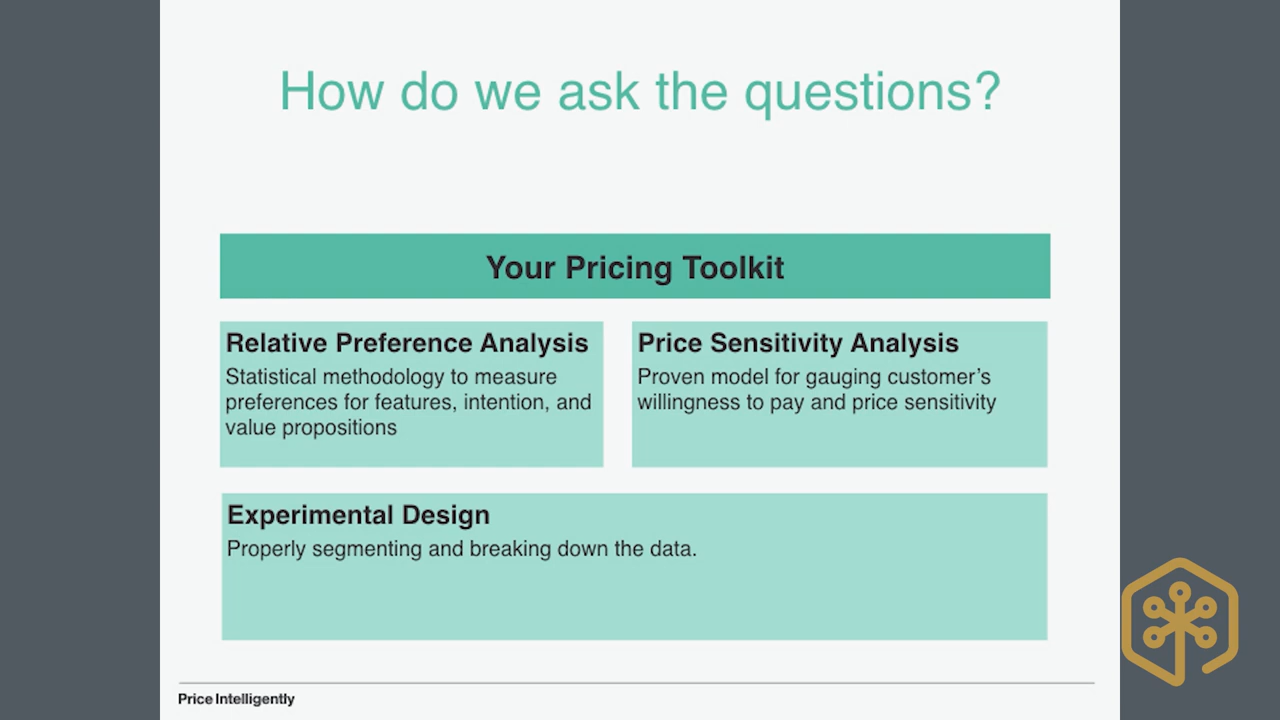 How do we ask the questions?
Your Pricing Toolkit
Relative Preference Analysis
Statistical methodology to measure
preferences for features, intention, and
value propositions
Price Sensitivity Analysis
Proven model for gauging customer's
willingness to pay and price sensitivity
Experimental Design
Properly segmenting and breaking down the data.
Price Intelligently